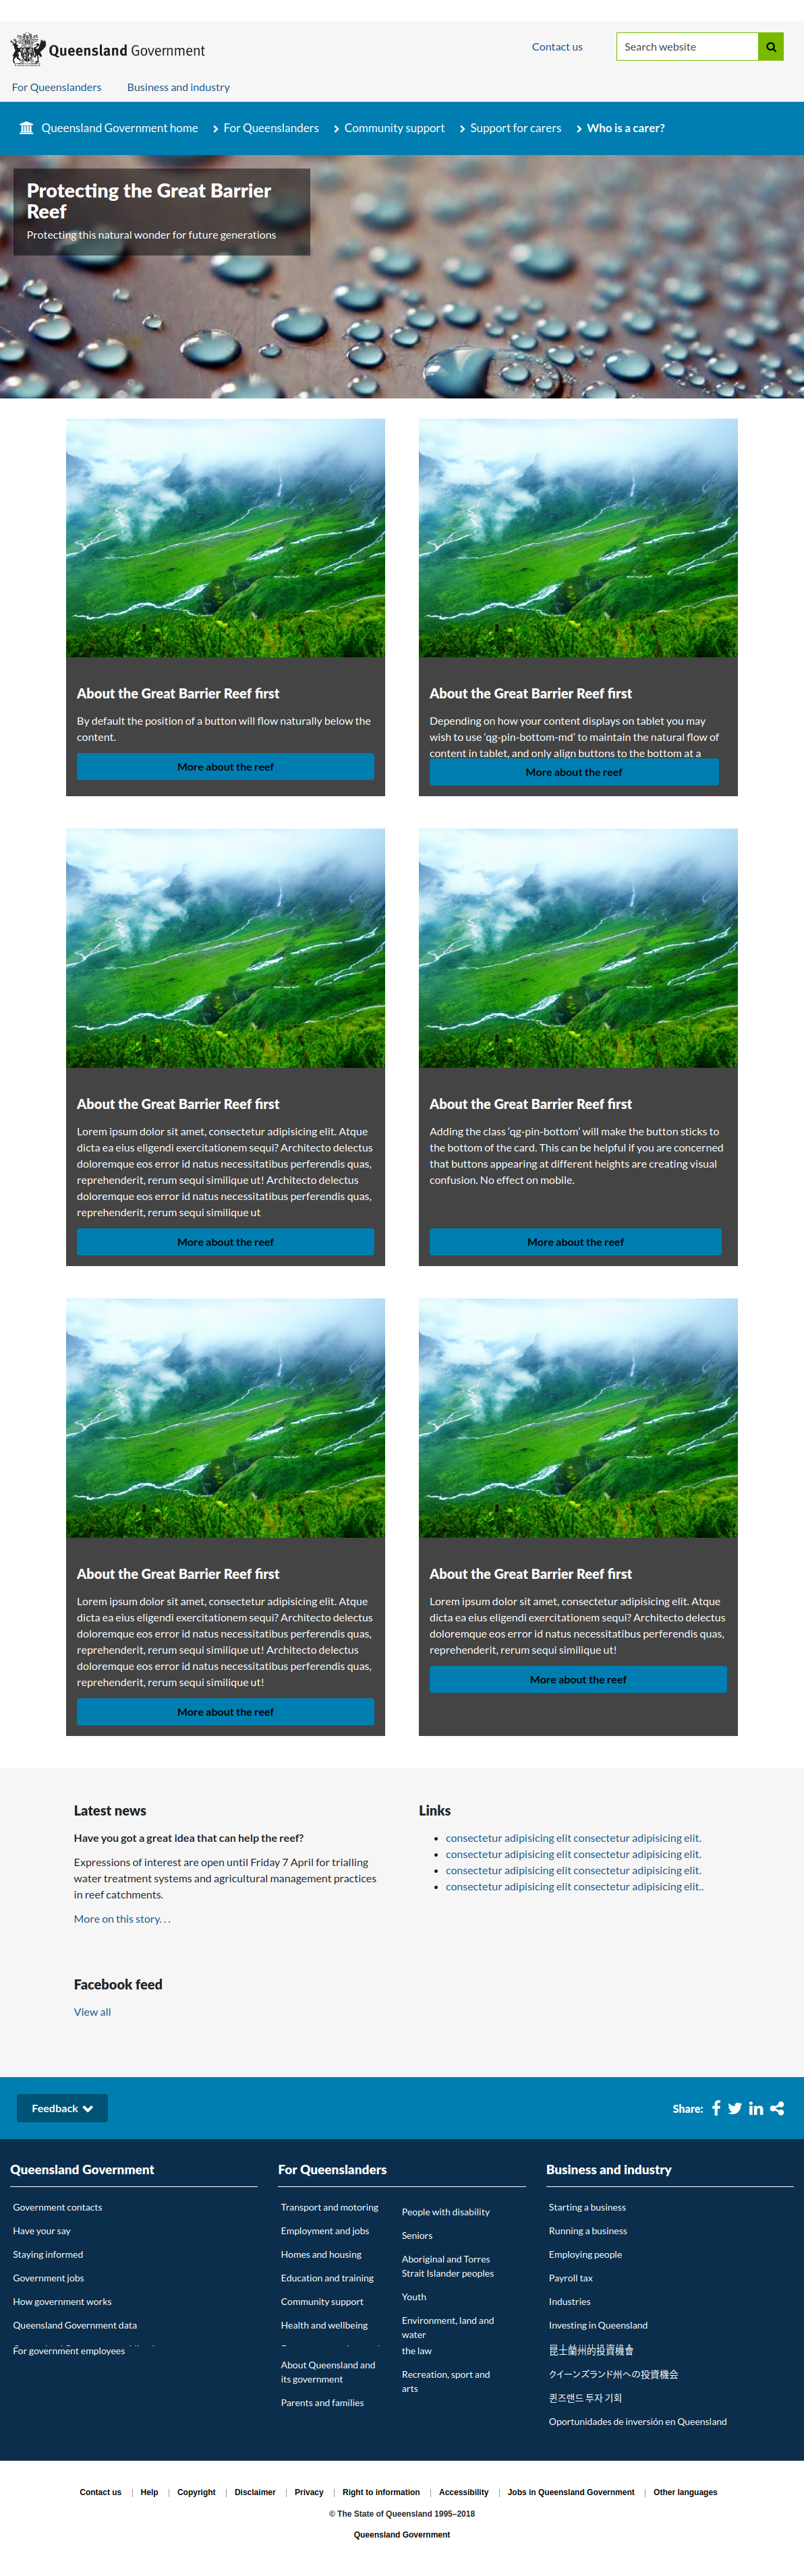 Queensland Government
Contact us
Search website
For Queenslanders
Business and industry
Queensland Government home
For Queenslanders
Community support
Support for carers
Who is a carer?
Protecting the Great Barrier
Reef
Protecting this natural wonder for future generations
About the Great Barrier Reef first
By default the position of a button will flow naturally below the
content.
More about the reef
About the Great Barrier Reef first
Depending on how your content displays on tablet you may
wish to use ‘qg-pin-bottom-md’ to maintain the natural flow of
content in tablet, and only align buttons to the bottom at a
More about the reef
About the Great Barrier Reef first
Lorem ipsum dolor sit amet, consectetur adipisicing elit. Atque
dicta ea eius eligendi exercitationem sequi? Architecto delectus
doloremque eos error id natus necessitatibus perferendis quas,
reprehenderit, rerum sequi similique ut! Architecto delectus
doloremque eos error id natus necessitatibus perferendis quas,
reprehenderit, rerum sequi similique ut
More about the reef
About the Great Barrier Reef first
Adding the class ‘qg-pin-bottom’ will make the button sticks to
the bottom of the card. This can be helpful if you are concerned
that buttons appearing at different heights are creating visual
confusion. No effect on mobile.
More about the reef
About the Great Barrier Reef first
Lorem ipsum dolor sit amet, consectetur adipisicing elit. Atque
dicta ea eius eligendi exercitationem sequi? Architecto delectus
doloremque eos error id natus necessitatibus perferendis quas,
reprehenderit, rerum sequi similique ut! Architecto delectus
doloremque eos error id natus necessitatibus perferendis quas,
reprehenderit, rerum sequi similique ut!
More about the reef
About the Great Barrier Reef first
Lorem ipsum dolor sit amet, consectetur adipisicing elit. Atque
dicta ea eius eligendi exercitationem sequi? Architecto delectus
doloremque eos error id natus necessitatibus perferendis quas,
reprehenderit, rerum sequi similique ut!
More about the reef
Latest news
Have you got a great idea that can help the reef?
Expressions of interest are open until Friday 7 April for trialling
water treatment systems and agricultural management practices
in reef catchments.
More on this story. . .
Links
consectetur adipisicing elit consectetur adipisicing elit.
consectetur adipisicing elit consectetur adipisicing elit.
consectetur adipisicing elit consectetur adipisicing elit.
consectetur adipisicing elit consectetur adipisicing elit..
Facebook feed
View all
Feedback
Share:
Queensland Government
Government contacts
Have your say
Staying informed
Government jobs
How government works
Queensland Government data
For government employees
For Queenslanders
Transport and motoring
Employment and jobs
Homes and housing
Education and training
Community support
Health and wellbeing
About Queensland and
its government
Parents and families
People with disability
Seniors
Aboriginal and Torres
Strait Islander peoples
Youth
Environment, land and
water
the law
Recreation, sport and
arts
Business and industry
Starting a business
Running a business
Employing people
Payroll tax
Industries
Investing in Queensland
昆士蘭州的投資機會
クイーンズランド州への投資機会
퀸즈랜드 투자 기회
Oportunidades de inversión en Queensland
Contact us
Help
Copyright
Disclaimer
Privacy
Right to information
Accessibility
Jobs in Queensland Government
Other languages
© The State of Queensland 1995–2018
Queensland Government